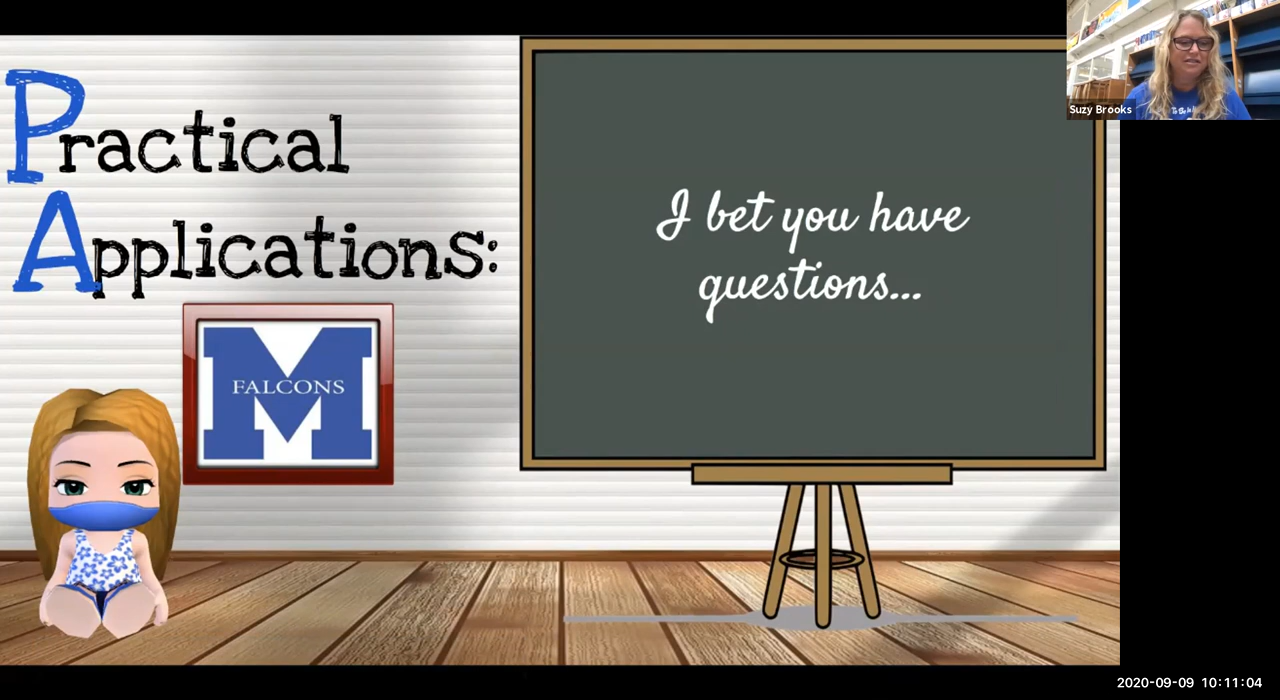 Practical
Applications:
FALCONS
M
I bet you have
questions...
Suzy Brooks
2020-09-09 10:11:04